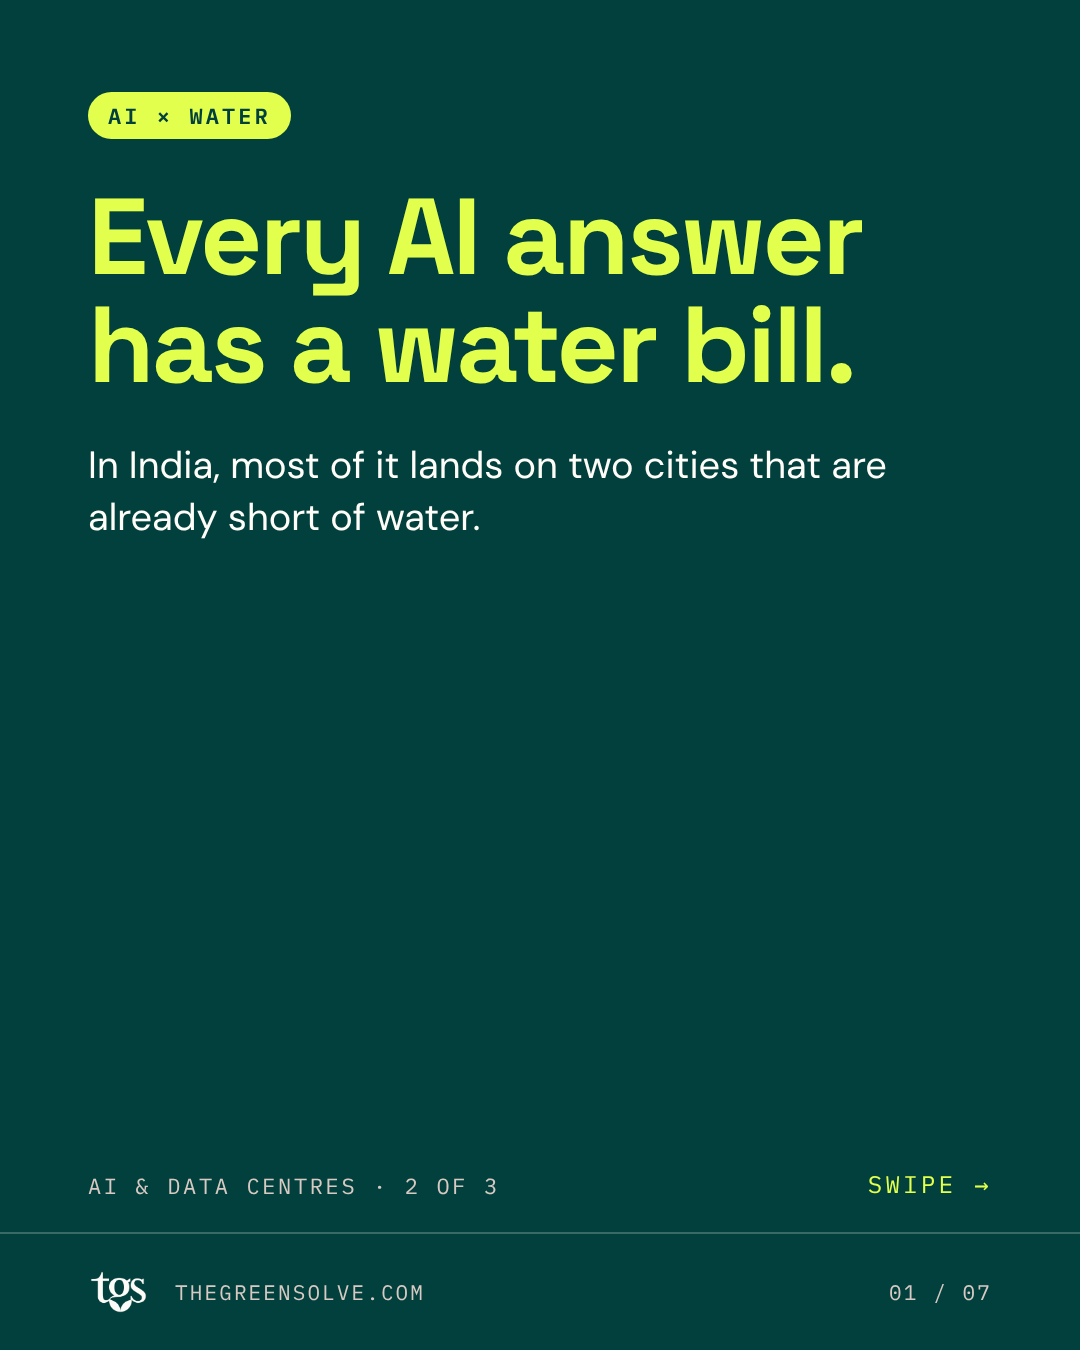 AI × WATER
Every AI answer
has a water bill.
In India, most of it lands on two cities that are
already short of water.
AI & DATA CENTRES · 2 OF 3
SWIPE →
tgs
THEGREENSOLVE.COM
01 / 07